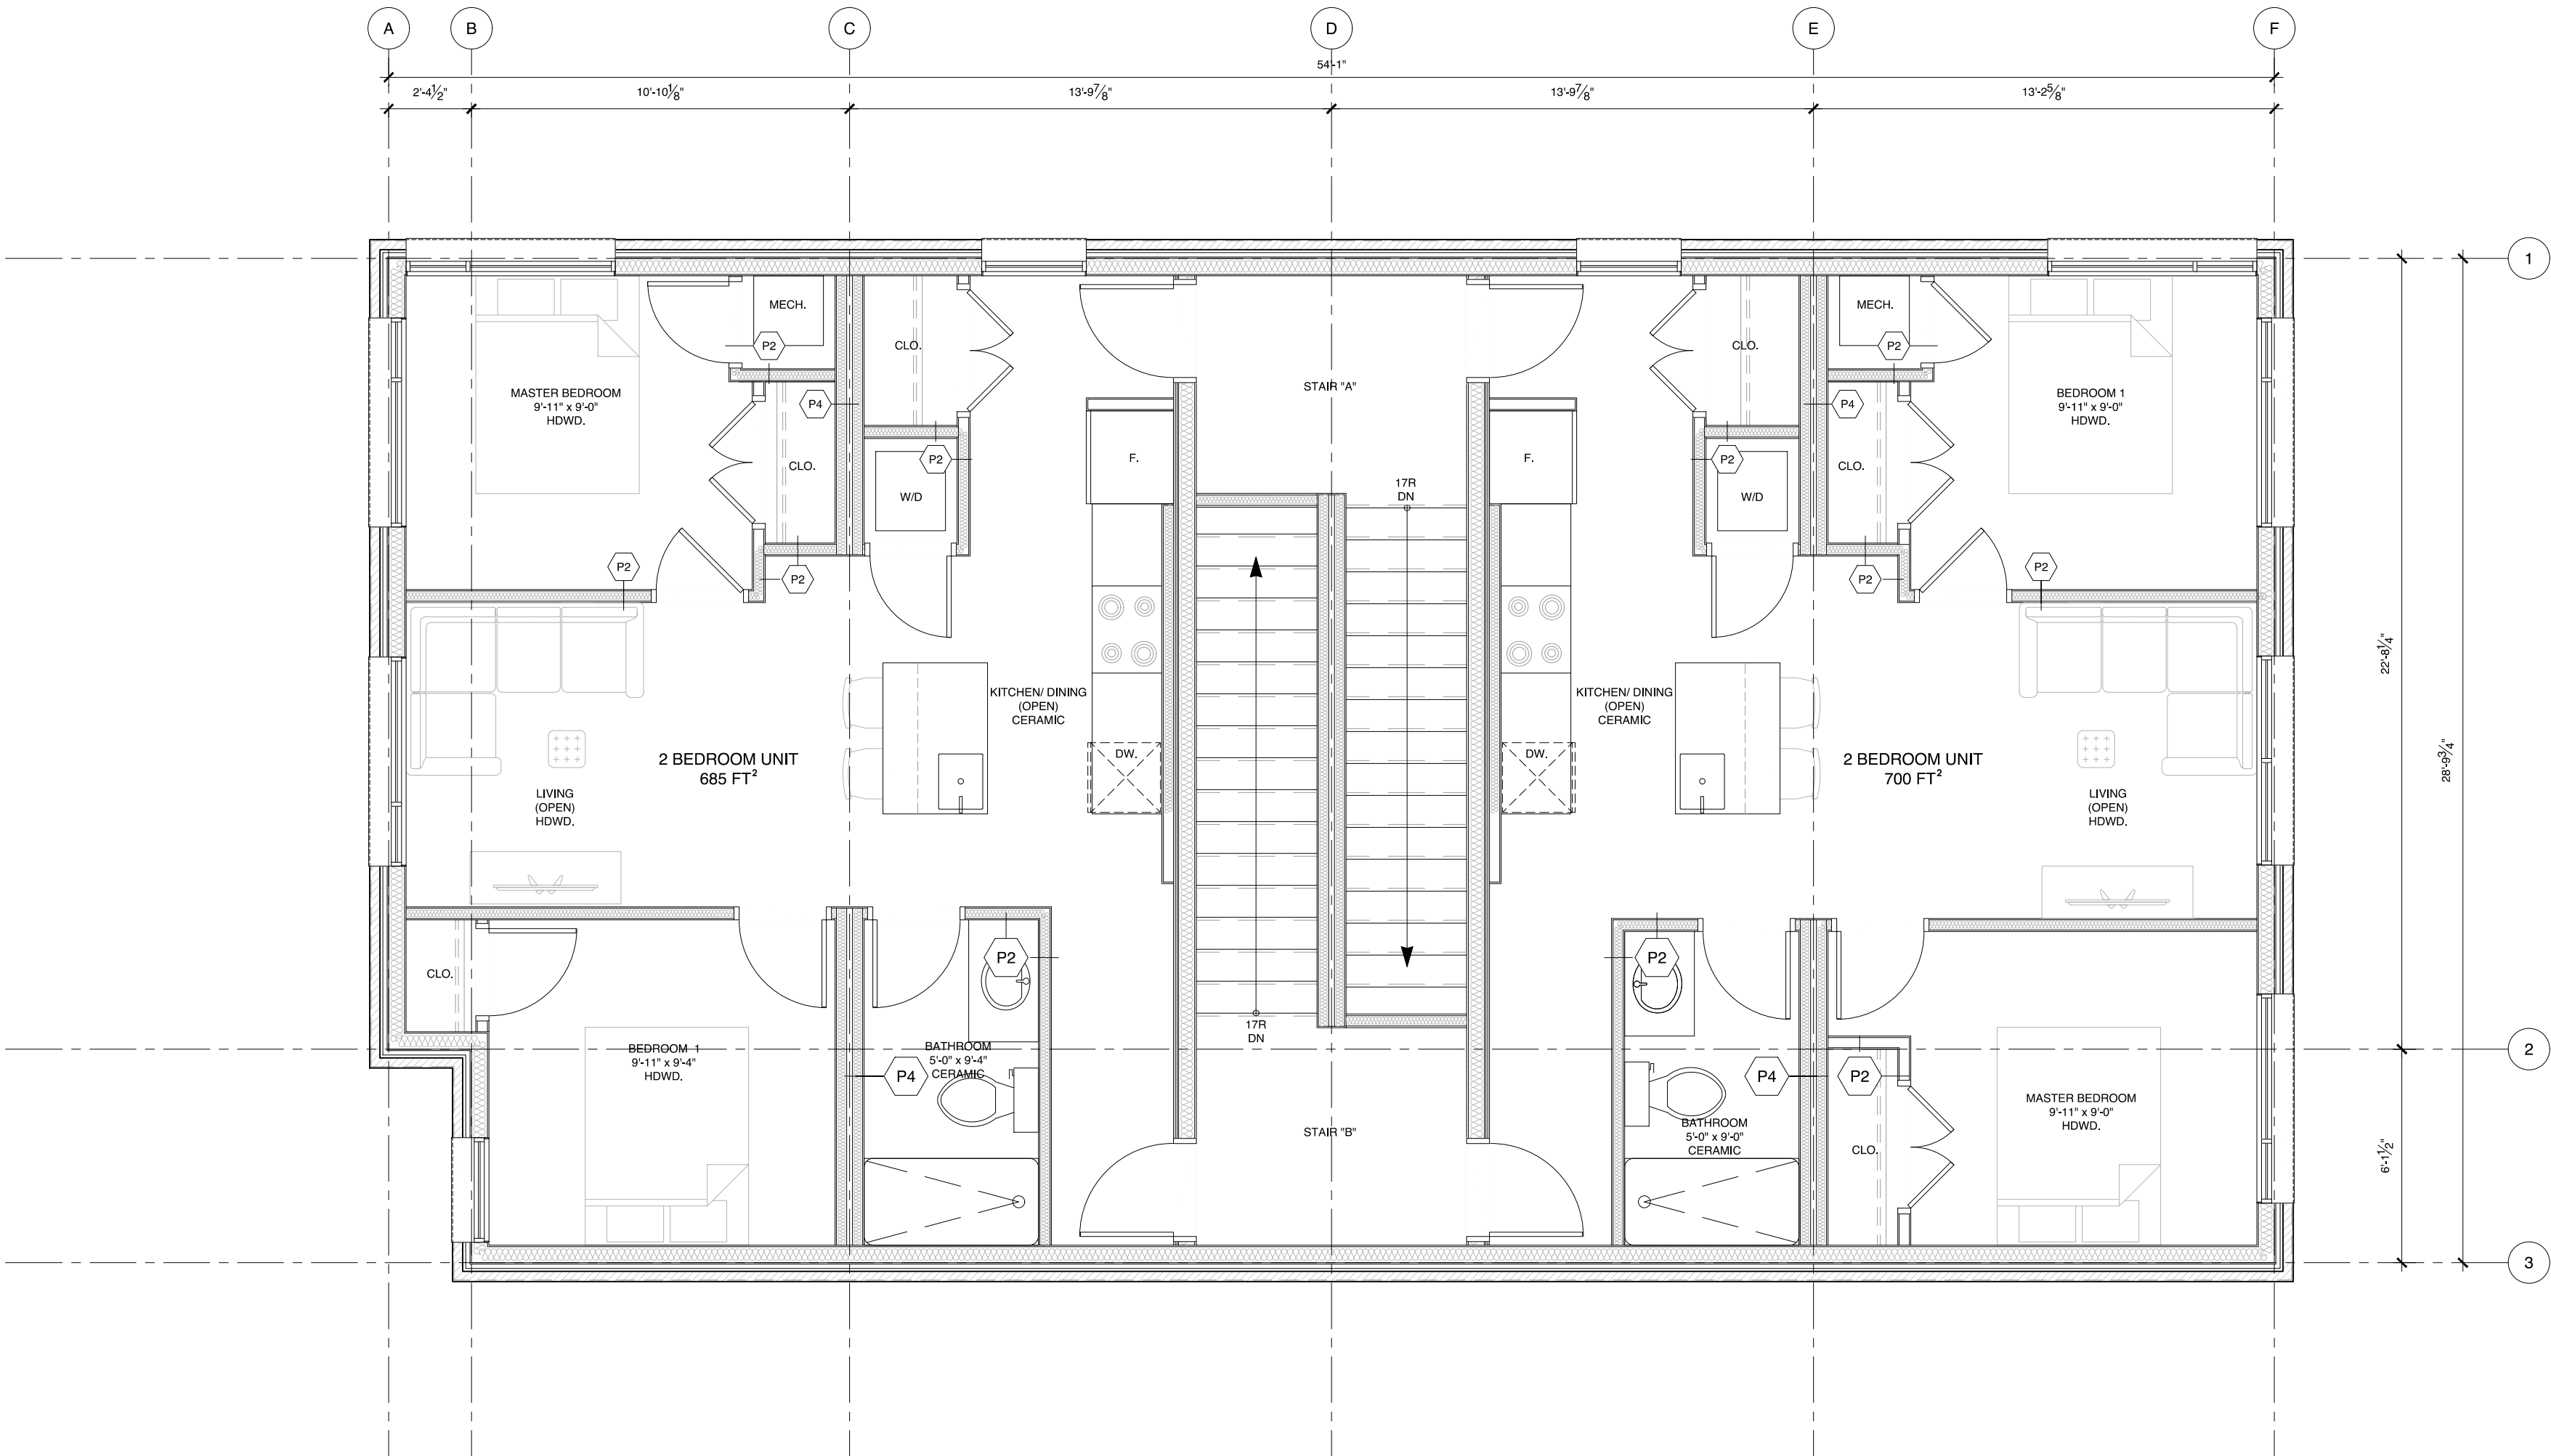 A B C D E F
54'-1"
2'-4½" 10'-10⅛" 13'-9⅞" 13'-9⅞" 13'-2⅝"
1
MECH.
MECH.
P2
P2
CLO.
CLO.
STAIR "A"
MASTER BEDROOM
9'-11" x 9'-0"
HDWD.
BEDROOM 1
9'-11" x 9'-0"
HDWD.
P4
P4
P2
F.
F.
P2
CLO.
CLO.
W/D
17R
DN
W/D
P2
P2
P2
P2
22'-8¼"
28'-9¾"
KITCHEN/ DINING
(OPEN)
CERAMIC
KITCHEN/ DINING
(OPEN)
CERAMIC
2 BEDROOM UNIT
685 FT²
DW.
DW.
2 BEDROOM UNIT
700 FT²
LIVING
(OPEN)
HDWD.
LIVING
(OPEN)
HDWD.
P2
P2
CLO.
17R
DN
BEDROOM 1
9'-11" x 9'-4"
HDWD.
BATHROOM
5'-0" x 9'-4"
CERAMIC
2
P4
P4
P2
MASTER BEDROOM
9'-11" x 9'-0"
HDWD.
STAIR "B"
BATHROOM
5'-0" x 9'-0"
CERAMIC
CLO.
6'-1½"
3